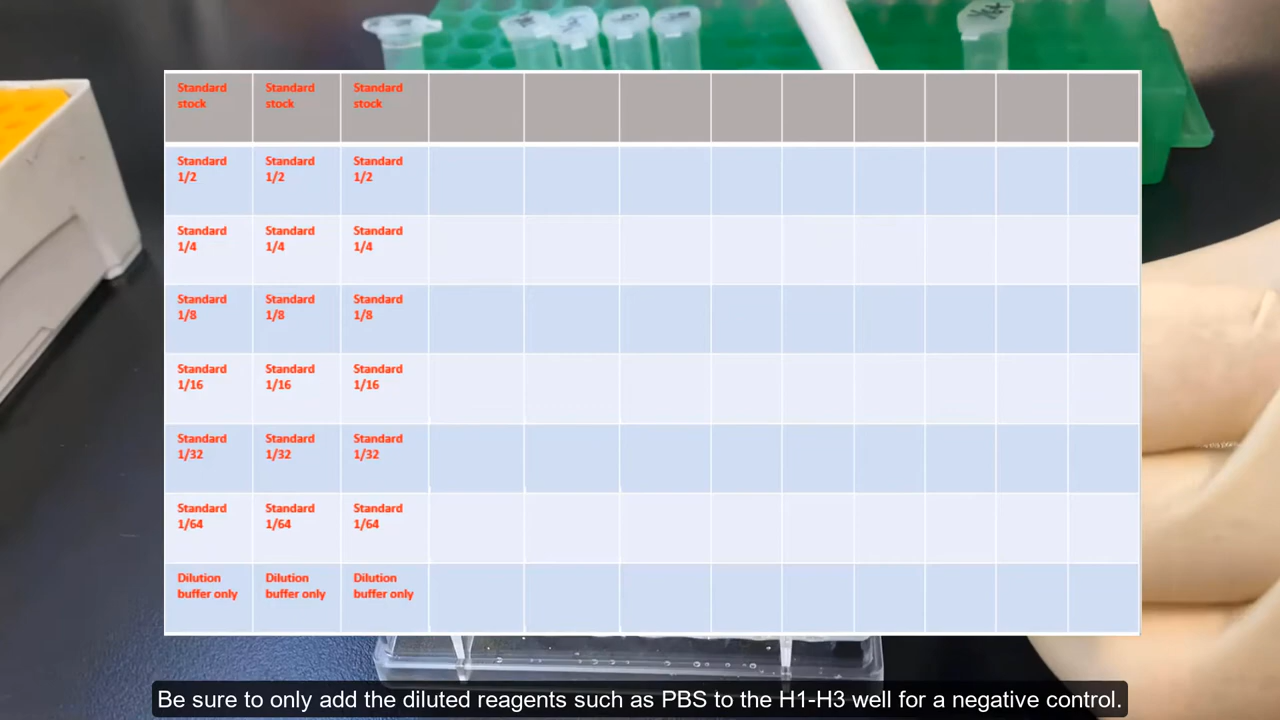 Standard stock Standard stock Standard stock
Standard 1/2 Standard 1/2 Standard 1/2
Standard 1/4 Standard 1/4 Standard 1/4
Standard 1/8 Standard 1/8 Standard 1/8
Standard 1/16 Standard 1/16 Standard 1/16
Standard 1/32 Standard 1/32 Standard 1/32
Standard 1/64 Standard 1/64 Standard 1/64
Dilution buffer only Dilution buffer only Dilution buffer only
Be sure to only add the diluted reagents such as PBS to the H1-H3 well for a negative control.